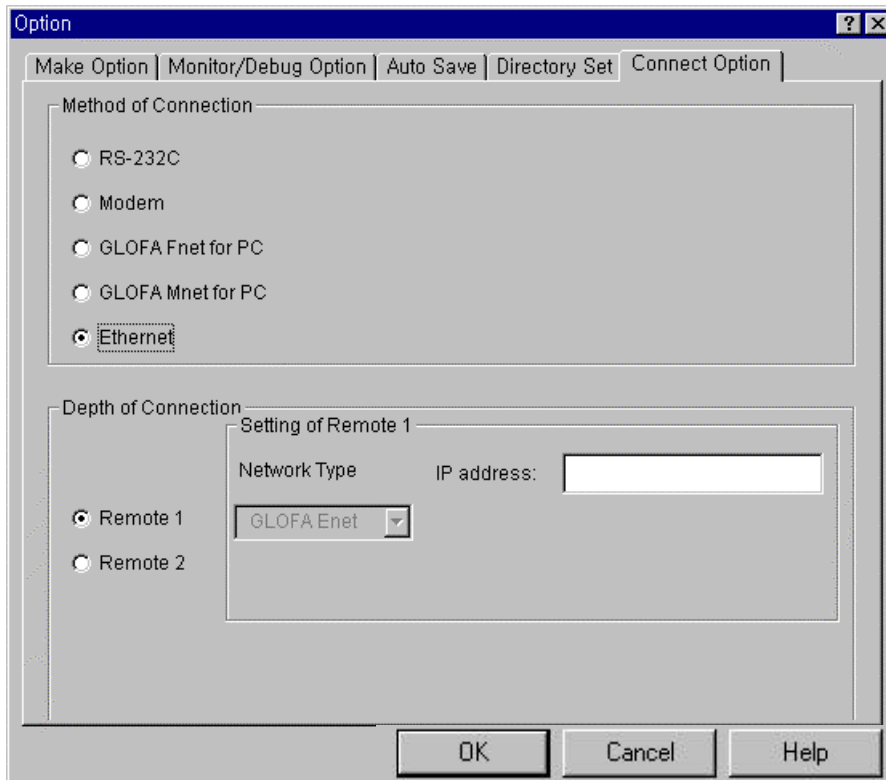 Option
Make Option Monitor/Debug Option Auto Save Directory Set Connect Option
Method of Connection
RS-232C
Modem
GLOFA Fnet for PC
GLOFA Mnet for PC
Ethernet
Depth of Connection
Setting of Remote 1
Network Type IP address:
Remote 1 GLOFA Enet
Remote 2
OK Cancel Help